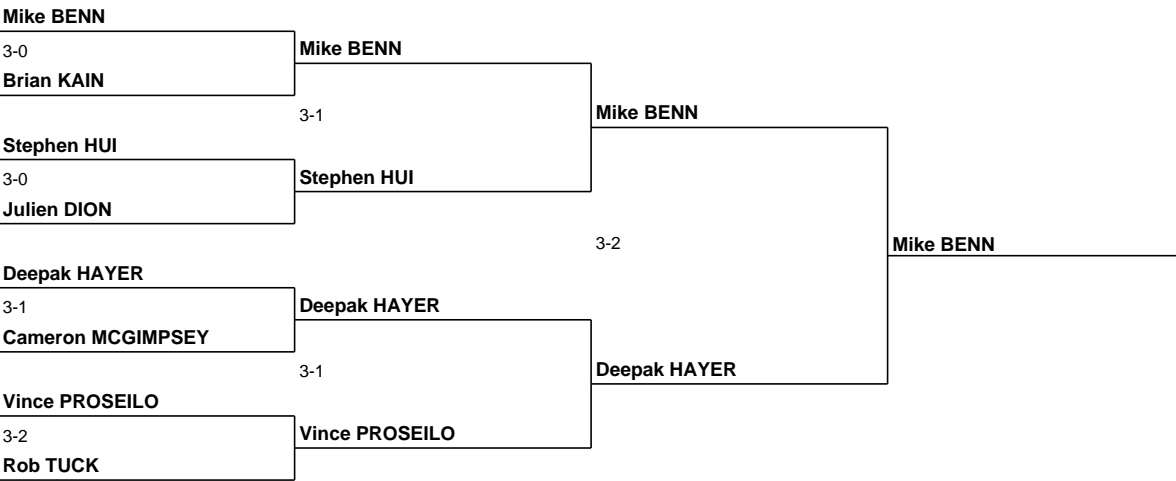 Mike BENN
3-0
Brian KAIN
Stephen HUI
3-0
Julien DION
Deepak HAYER
3-1
Cameron MCGIMPSEY
Vince PROSEILO
3-2
Rob TUCK
Mike BENN
3-1
Stephen HUI
Deepak HAYER
3-1
Vince PROSEILO
Mike BENN
3-2
Deepak HAYER
Mike BENN